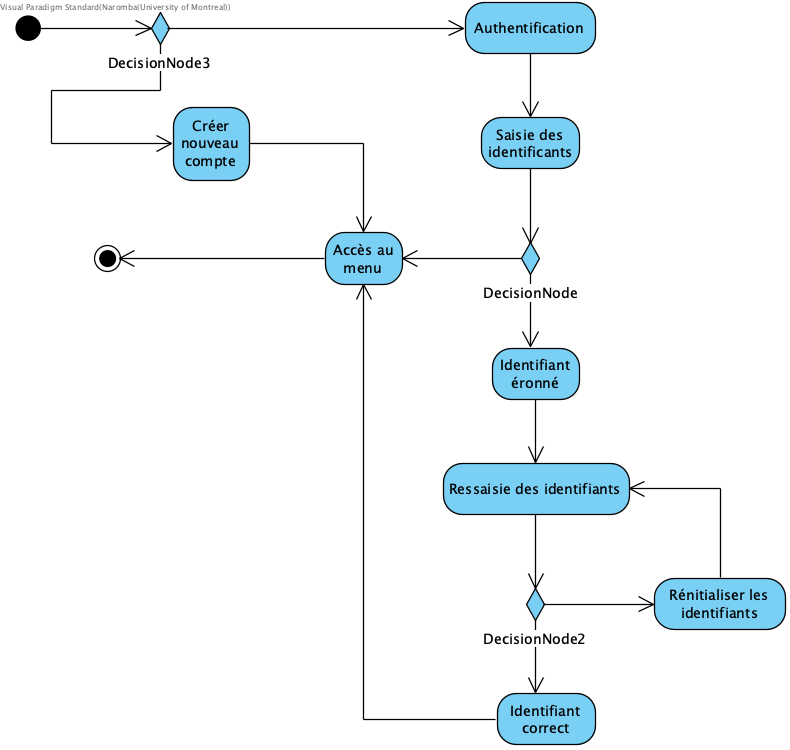 Visual Paradigm Standard(Naromba(University of Montreal))
Authentification
DecisionNode3
Créer
nouveau
compte
Saisie des
identificants
Accès au
menu
DecisionNode
Identifiant
éronné
Ressaisie des identifiants
Rénitialiser les
identifiants
DecisionNode2
Identifiant
correct